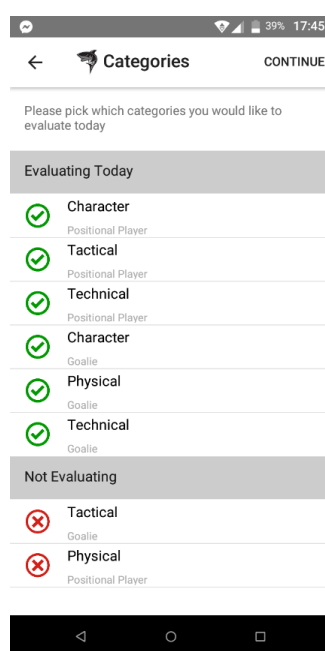 39% 17:45
Categories CONTINUE
Please pick which categories you would like to
evaluate today
Evaluating Today
Character
Positional Player
Tactical
Positional Player
Technical
Positional Player
Character
Goalie
Physical
Goalie
Technical
Goalie
Not Evaluating
Tactical
Goalie
Physical
Positional Player